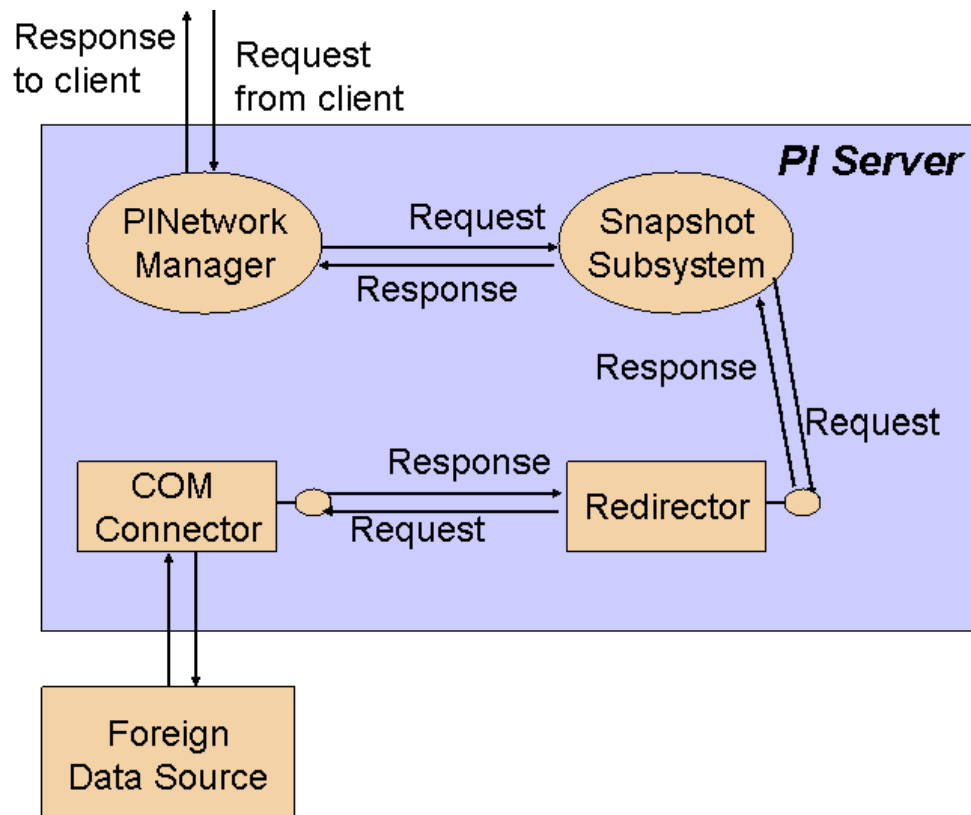 Response
to client
Request
from client
PI Server
PINetwork
Manager
Request
Response
Snapshot
Subsystem
Response
Request
COM
Connector
Response
Request
Redirector
Foreign
Data Source